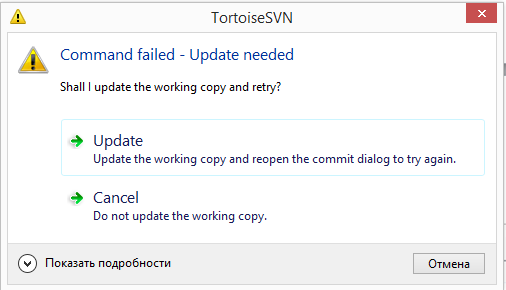 TortoiseSVN
Command failed - Update needed
Shall I update the working copy and retry?
Update
Update the working copy and reopen the commit dialog to try again.
Cancel
Do not update the working copy.
Показать подробности
Отмена